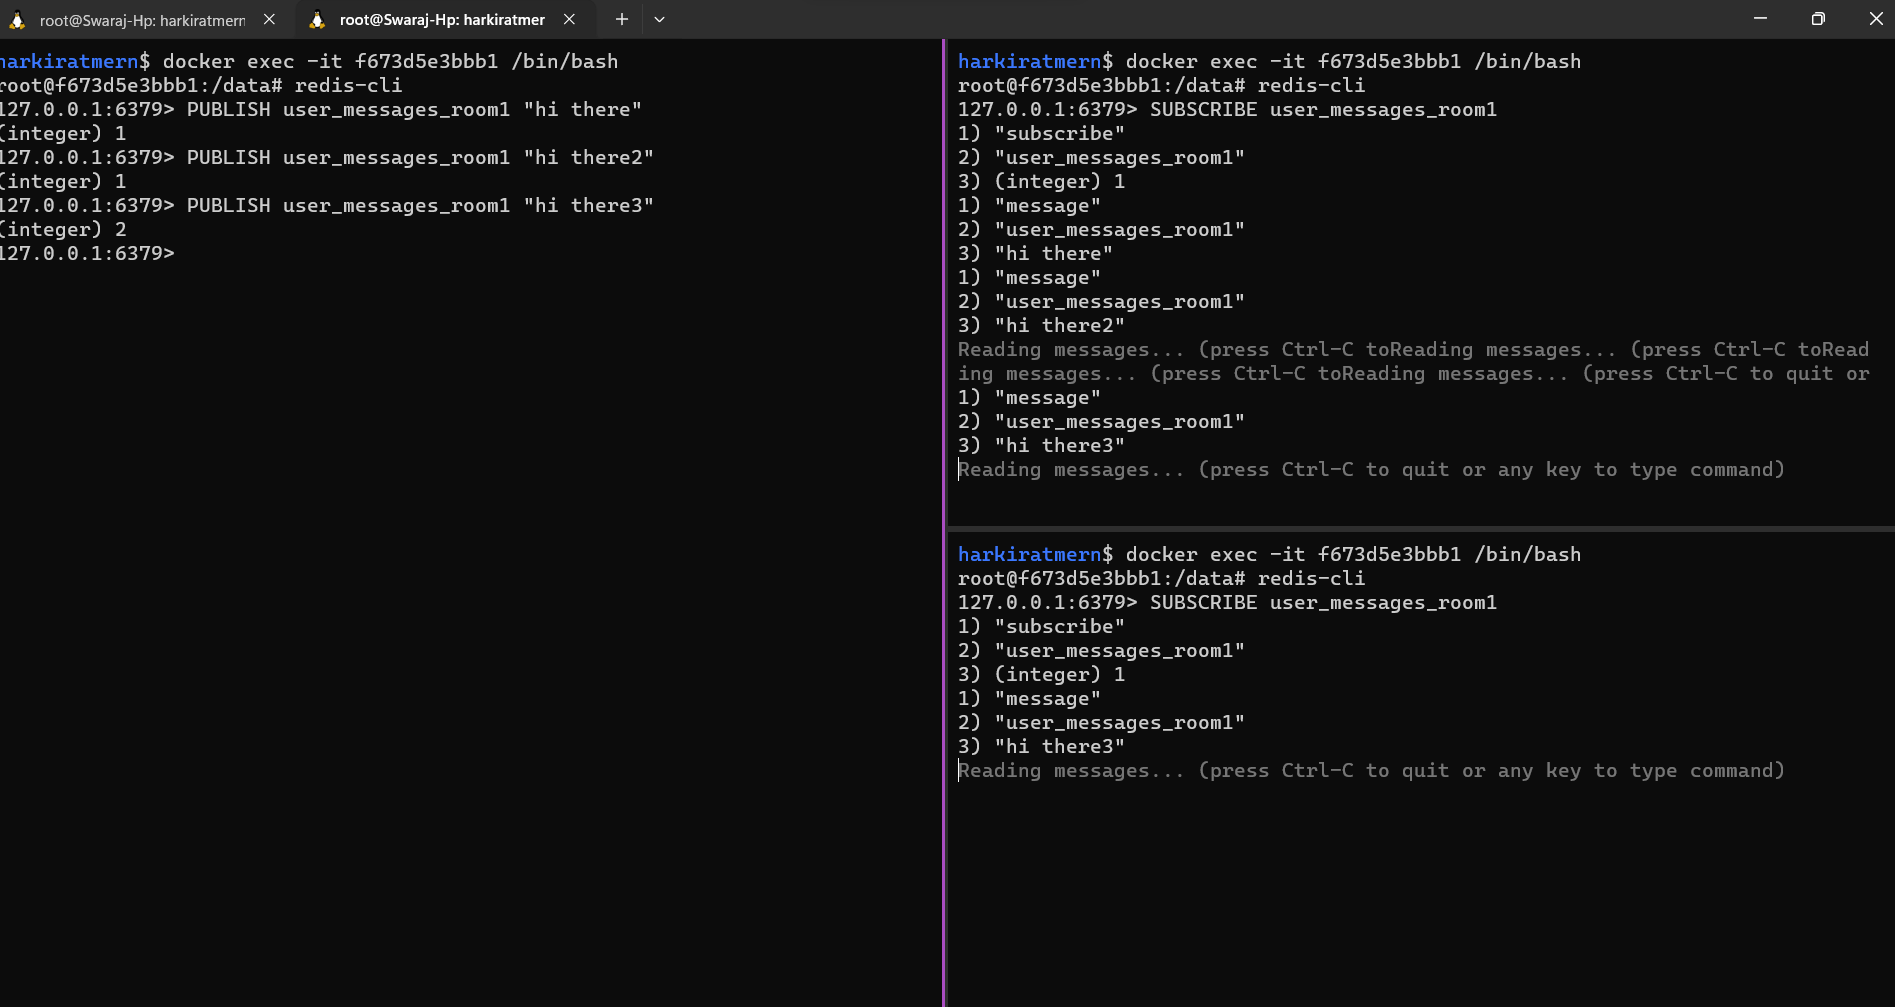 root@Swaraj-Hp: harkiratmern
root@Swaraj-Hp: harkiratmer
harkiratmern$ docker exec -it f673d5e3bbb1 /bin/bash
root@f673d5e3bbb1:/data# redis-cli
127.0.0.1:6379> PUBLISH user_messages_room1 "hi there"
(integer) 1
127.0.0.1:6379> PUBLISH user_messages_room1 "hi there2"
(integer) 1
127.0.0.1:6379> PUBLISH user_messages_room1 "hi there3"
(integer) 2
127.0.0.1:6379>
harkiratmern$ docker exec -it f673d5e3bbb1 /bin/bash
root@f673d5e3bbb1:/data# redis-cli
127.0.0.1:6379> SUBSCRIBE user_messages_room1
1) "subscribe"
2) "user_messages_room1"
3) (integer) 1
1) "message"
2) "user_messages_room1"
3) "hi there"
1) "message"
2) "user_messages_room1"
3) "hi there2"
Reading messages... (press Ctrl-C toReading messages... (press Ctrl-C toRead
ing messages... (press Ctrl-C toReading messages... (press Ctrl-C to quit or
1) "message"
2) "user_messages_room1"
3) "hi there3"
Reading messages... (press Ctrl-C to quit or any key to type command)
harkiratmern$ docker exec -it f673d5e3bbb1 /bin/bash
root@f673d5e3bbb1:/data# redis-cli
127.0.0.1:6379> SUBSCRIBE user_messages_room1
1) "subscribe"
2) "user_messages_room1"
3) (integer) 1
1) "message"
2) "user_messages_room1"
3) "hi there3"
Reading messages... (press Ctrl-C to quit or any key to type command)